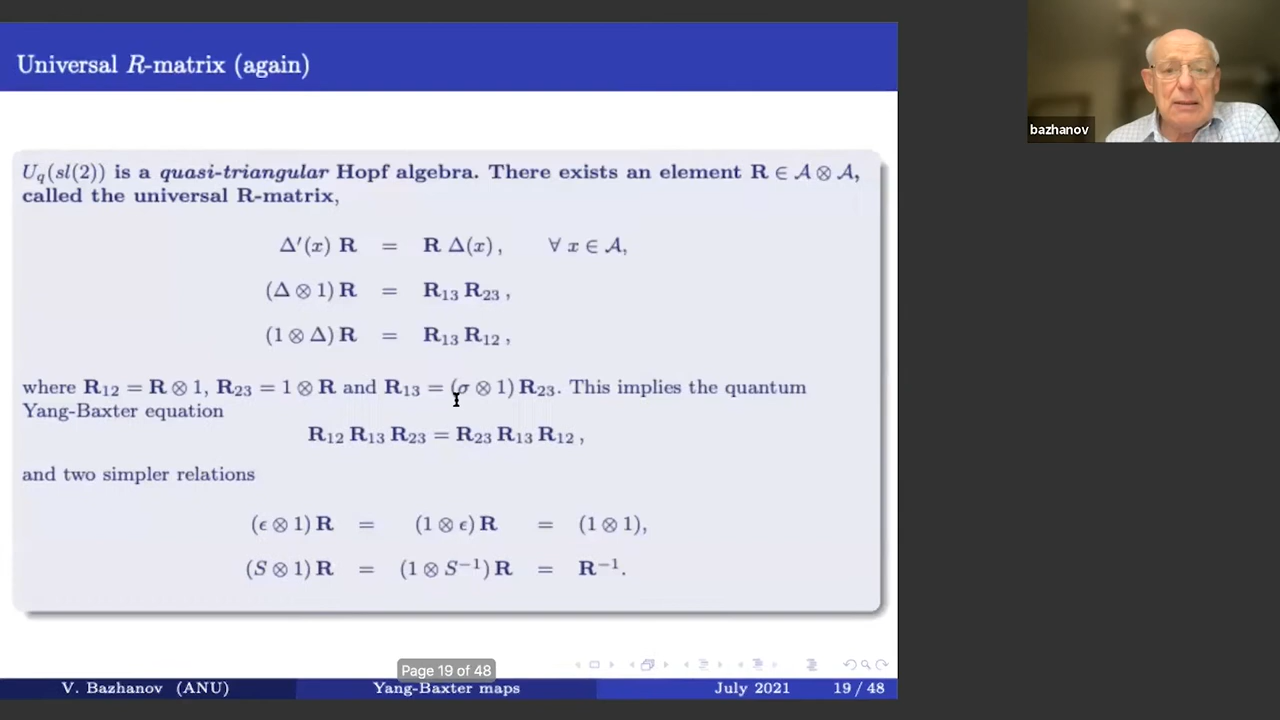 Universal R-matrix (again)
bazhanov
U_q(sl(2)) is a quasi-triangular Hopf algebra. There exists an element R ∈ 𝒜 ⊗ 𝒜,
called the universal R-matrix,
Δ′(x) R = R Δ(x), ∀ x ∈ 𝒜,
(Δ ⊗ 1) R = R₁₃ R₂₃,
(1 ⊗ Δ) R = R₁₃ R₁₂,
where R₁₂ = R ⊗ 1, R₂₃ = 1 ⊗ R and R₁₃ = (σ ⊗ 1) R₂₃. This implies the quantum
Yang-Baxter equation
R₁₂ R₁₃ R₂₃ = R₂₃ R₁₃ R₁₂,
and two simpler relations
(ϵ ⊗ 1) R = (1 ⊗ ϵ) R = (1 ⊗ 1),
(S ⊗ 1) R = (1 ⊗ S⁻¹) R = R⁻¹.
Page 19 of 48
V. Bazhanov (ANU) Yang-Baxter maps July 2021 19 / 48